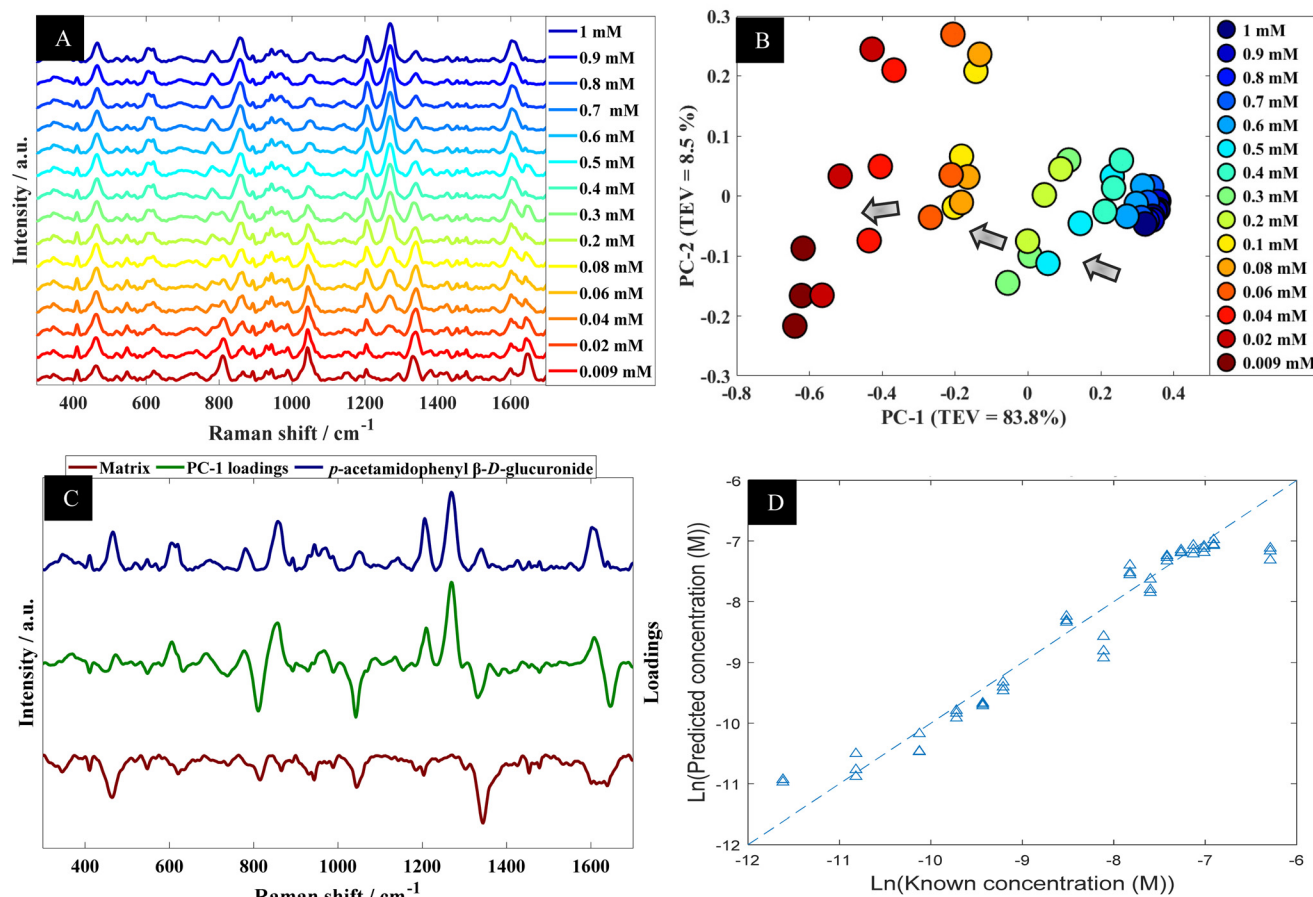 A
Intensity / a.u.
400 600 800 1000 1200 1400 1600
Raman shift / cm-1
1 mM
0.9 mM
0.8 mM
0.7 mM
0.6 mM
0.5 mM
0.4 mM
0.3 mM
0.2 mM
0.08 mM
0.06 mM
0.04 mM
0.02 mM
0.009 mM
B
PC-2 (TEV = 8.5 %)
0.3
0.2
0.1
0
-0.1
-0.2
-0.3
-0.8 -0.6 -0.4 -0.2 0 0.2 0.4
PC-1 (TEV = 83.8%)
1 mM
0.9 mM
0.8 mM
0.7 mM
0.6 mM
0.5 mM
0.4 mM
0.3 mM
0.2 mM
0.1 mM
0.08 mM
0.06 mM
0.04 mM
0.02 mM
0.009 mM
Matrix PC-1 loadings p-acetamidophenyl β-D-glucuronide
C
Intensity / a.u.
Loadings
400 600 800 1000 1200 1400 1600
Raman shift / cm-1
D
Ln(Predicted concentration (M))
-6
-7
-8
-9
-10
-11
-12
-12 -11 -10 -9 -8 -7 -6
Ln(Known concentration (M))